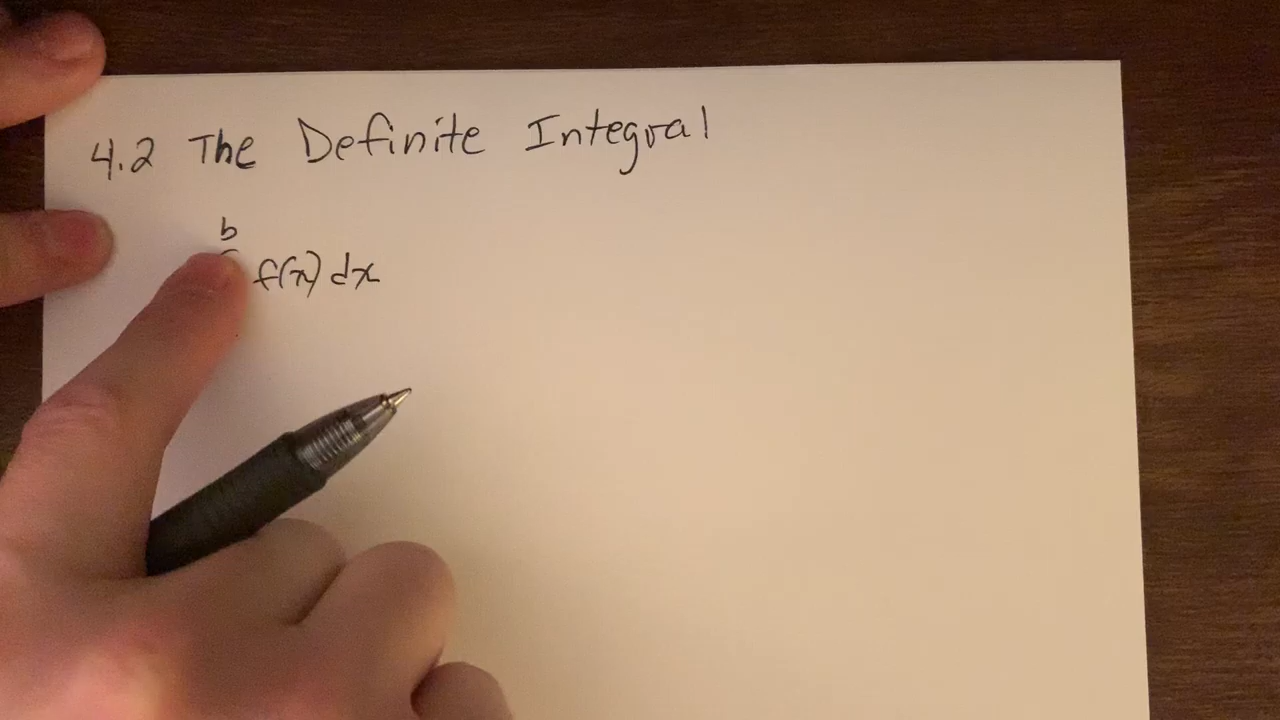 4.2 The Definite Integral
b
f(x) dx